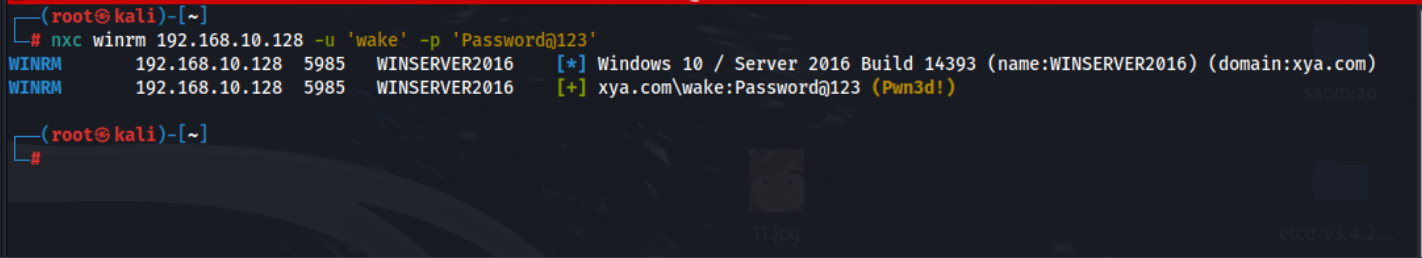 ┌──(root㉿kali)-[~]
└─# nxc winrm 192.168.10.128 -u 'wake' -p 'Password@123'
WINRM 192.168.10.128 5985 WINSERVER2016 [*] Windows 10 / Server 2016 Build 14393 (name:WINSERVER2016) (domain:xya.com)
WINRM 192.168.10.128 5985 WINSERVER2016 [+] xya.com\wake:Password@123 (Pwn3d!)
saomiao
┌──(root㉿kali)-[~]
└─#
11.jpg
etcd-v3.4.2...